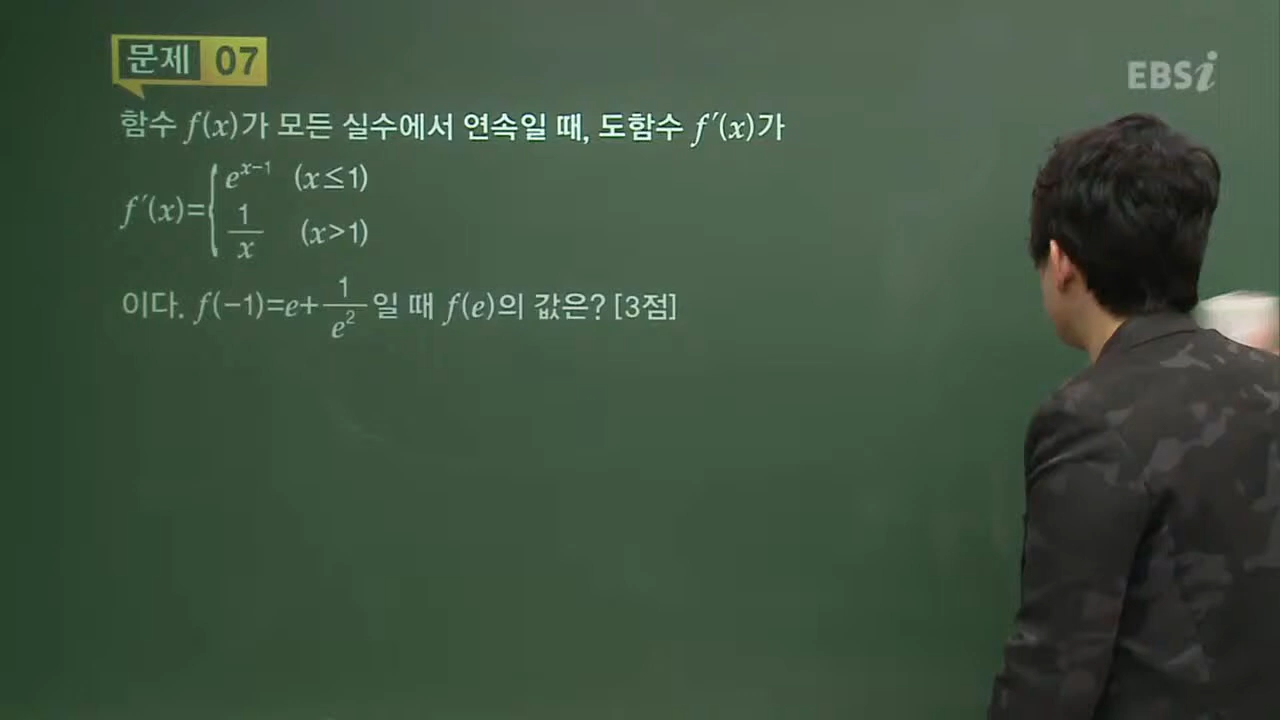 문제 07
EBSi
함수 f(x)가 모든 실수에서 연속일 때, 도함수 f′(x)가
f′(x)={ e^{x−1} (x≤1)
1/x (x>1)
이다. f(−1)=e+1/e² 일 때 f(e)의 값은? [3점]